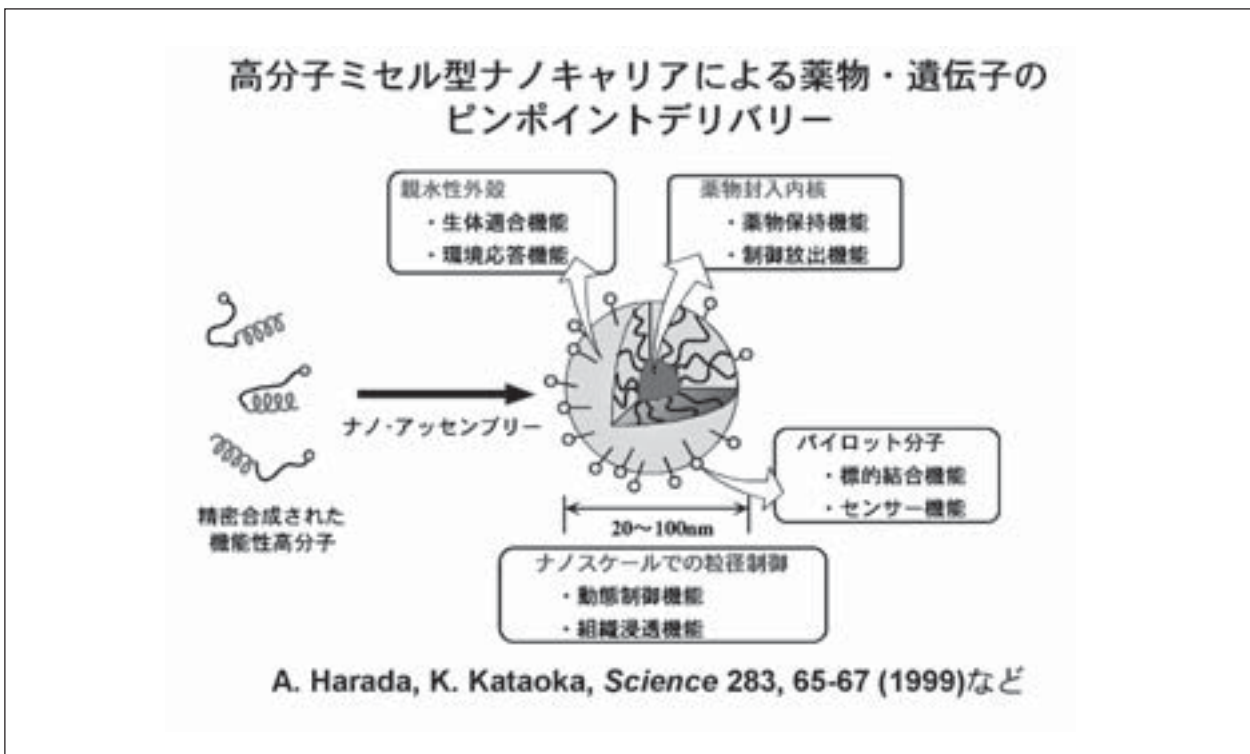 高分子ミセル型ナノキャリアによる薬物・遺伝子の
ピンポイントデリバリー
親水性外殻
・生体適合機能
・環境応答機能
薬物封入内核
・薬物保持機能
・制御放出機能
ナノ・アッセンブリー
精密合成された
機能性高分子
パイロット分子
・標的結合機能
・センサー機能
20〜100nm
ナノスケールでの粒径制御
・動態制御機能
・組織浸透機能
A. Harada, K. Kataoka, Science 283, 65-67 (1999)など